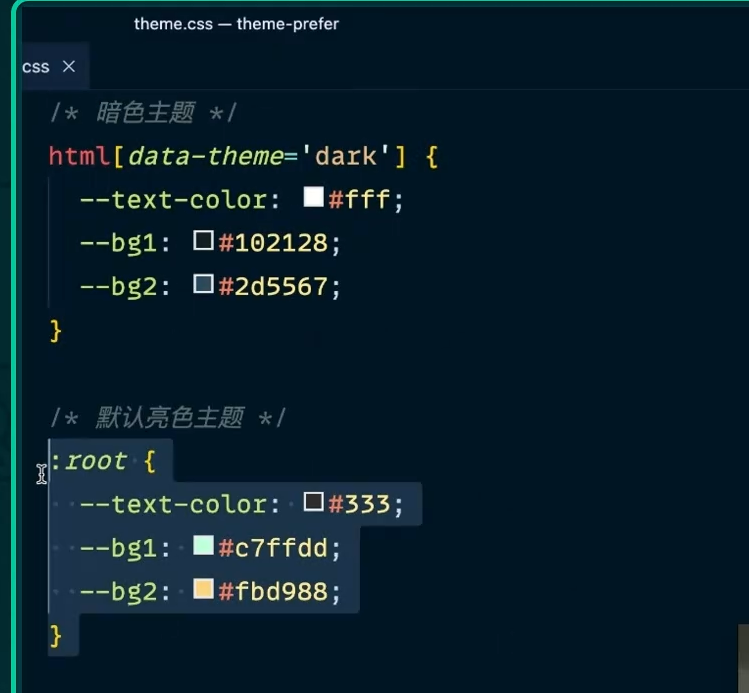 theme.css — theme-prefer
css ×
/* 暗色主题 */
html[data-theme='dark'] {
  --text-color: #fff;
  --bg1: #102128;
  --bg2: #2d5567;
}
/* 默认亮色主题 */
:root {
  --text-color: #333;
  --bg1: #c7ffdd;
  --bg2: #fbd988;
}